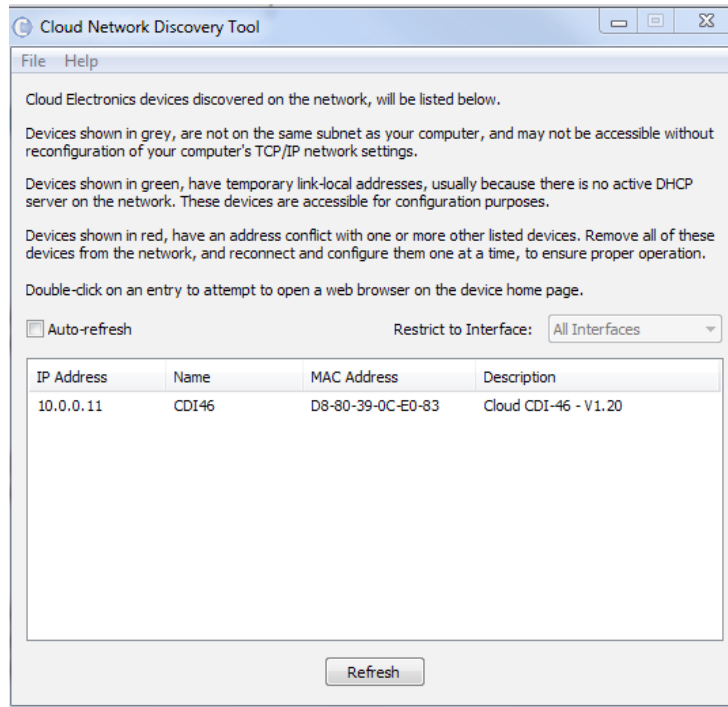 Cloud Network Discovery Tool
File Help
Cloud Electronics devices discovered on the network, will be listed below.
Devices shown in grey, are not on the same subnet as your computer, and may not be accessible without
reconfiguration of your computer's TCP/IP network settings.
Devices shown in green, have temporary link-local addresses, usually because there is no active DHCP
server on the network. These devices are accessible for configuration purposes.
Devices shown in red, have an address conflict with one or more other listed devices. Remove all of these
devices from the network, and reconnect and configure them one at a time, to ensure proper operation.
Double-click on an entry to attempt to open a web browser on the device home page.
Auto-refresh Restrict to Interface: All Interfaces
IP Address Name MAC Address Description
10.0.0.11 CDI46 D8-80-39-0C-E0-83 Cloud CDI-46 - V1.20
Refresh